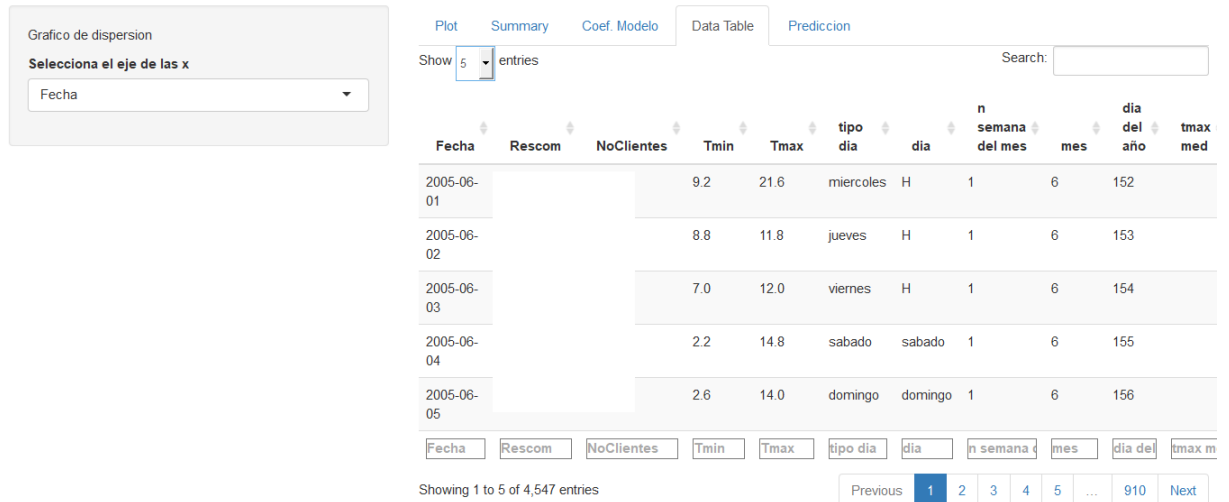 Grafico de dispersion
Selecciona el eje de las x
Fecha
Plot Summary Coef. Modelo Data Table Prediccion
Show 5 entries Search:
Fecha Rescom NoClientes Tmin Tmax tipo dia dia n semana del mes mes dia del año tmax med
2005-06-01 9.2 21.6 miercoles H 1 6 152
2005-06-02 8.8 11.8 jueves H 1 6 153
2005-06-03 7.0 12.0 viernes H 1 6 154
2005-06-04 2.2 14.8 sabado sabado 1 6 155
2005-06-05 2.6 14.0 domingo domingo 1 6 156
Fecha Rescom NoClientes Tmin Tmax tipo dia dia n semana mes dia del tmax
Showing 1 to 5 of 4,547 entries Previous 1 2 3 4 5 ... 910 Next